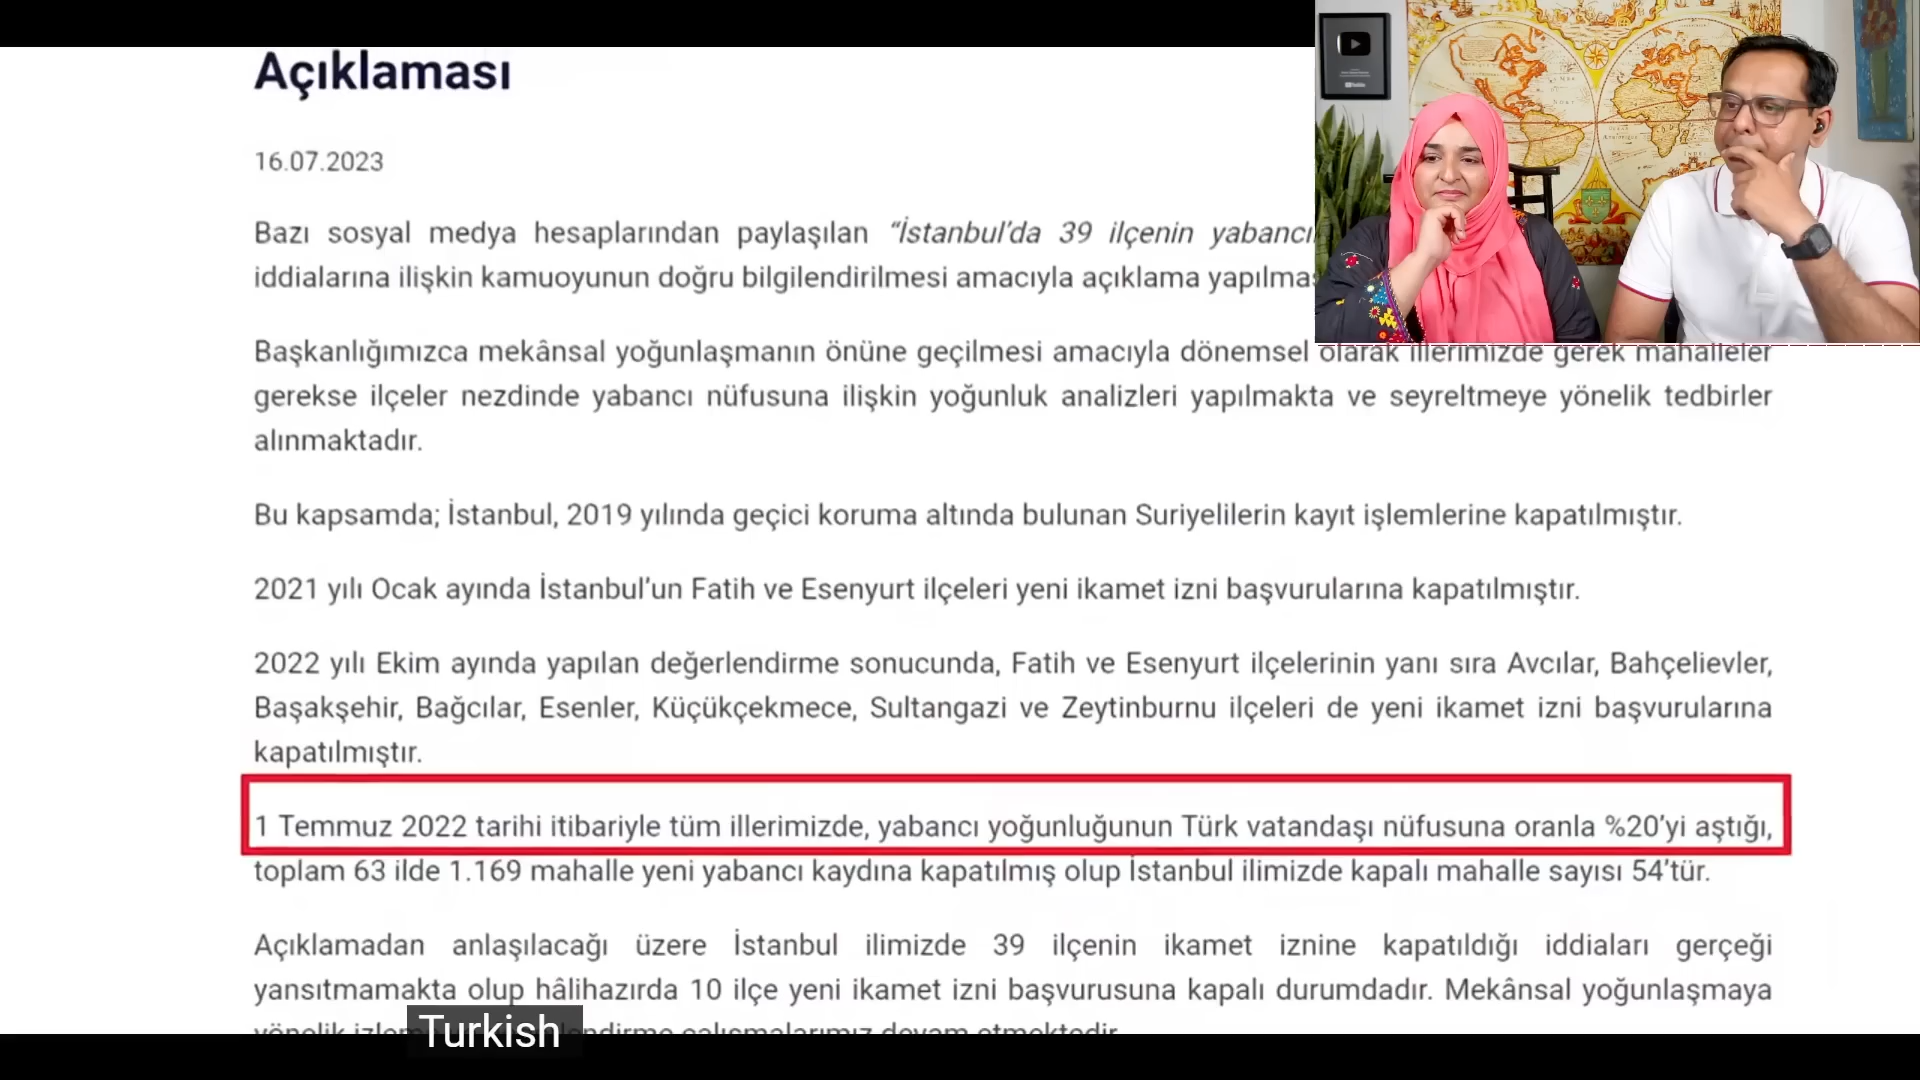 Açıklaması
16.07.2023
Bazı sosyal medya hesaplarından paylaşılan “İstanbul’da 39 ilçenin yabancı
iddialarına ilişkin kamuoyunun doğru bilgilendirilmesi amacıyla açıklama
Başkanlığımızca mekânsal yoğunlaşmanın önüne geçilmesi amacıyla dönemsel olarak illerimizde gerek mahalleler
gerekse ilçeler nezdinde yabancı nüfusuna ilişkin yoğunluk analizleri yapılmakta ve seyreltmeye yönelik tedbirler
alınmaktadır.
Bu kapsamda; İstanbul, 2019 yılında geçici koruma altında bulunan Suriyelilerin kayıt işlemlerine kapatılmıştır.
2021 yılı Ocak ayında İstanbul’un Fatih ve Esenyurt ilçeleri yeni ikamet izni başvurularına kapatılmıştır.
2022 yılı Ekim ayında yapılan değerlendirme sonucunda, Fatih ve Esenyurt ilçelerinin yanı sıra Avcılar, Bahçelievler,
Başakşehir, Bağcılar, Esenler, Küçükçekmece, Sultangazi ve Zeytinburnu ilçeleri de yeni ikamet izni başvurularına
kapatılmıştır.
1 Temmuz 2022 tarihi itibariyle tüm illerimizde, yabancı yoğunluğunun Türk vatandaşı nüfusuna oranla %20’yi aştığı,
toplam 63 ilde 1.169 mahalle yeni yabancı kaydına kapatılmış olup İstanbul ilimizde kapalı mahalle sayısı 54’tür.
Açıklamadan anlaşılacağı üzere İstanbul ilimizde 39 ilçenin ikamet iznine kapatıldığı iddiaları gerçeği
yansıtmamakta olup hâlihazırda 10 ilçe yeni ikamet izni başvurusuna kapalı durumdadır. Mekânsal yoğunlaşmaya
yönelik çalışmalarımız devam etmektedir.
Turkish